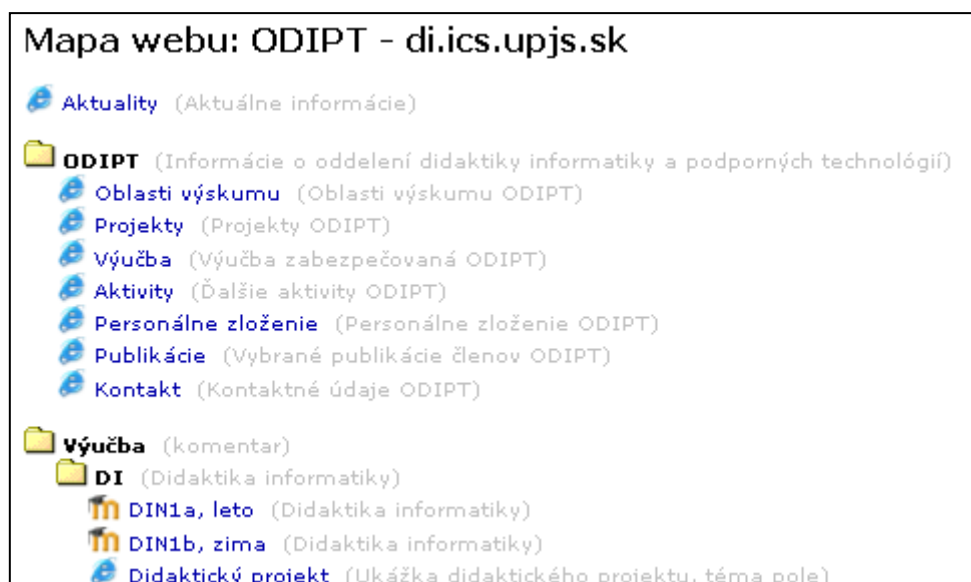 Mapa webu: ODIPT - di.ics.upjs.sk
Aktuality (Aktuálne informácie)
ODIPT (Informácie o oddelení didaktiky informatiky a podporných technológií)
Oblasti výskumu (Oblasti výskumu ODIPT)
Projekty (Projekty ODIPT)
Výučba (Výučba zabezpečovaná ODIPT)
Aktivity (Ďalšie aktivity ODIPT)
Personálne zloženie (Personálne zloženie ODIPT)
Publikácie (Vybrané publikácie členov ODIPT)
Kontakt (Kontaktné údaje ODIPT)
Výučba (komentar)
DI (Didaktika informatiky)
DIN1a, leto (Didaktika informatiky)
DIN1b, zima (Didaktika informatiky)
Didaktický projekt (Ukážka didaktického projektu, téma pole)